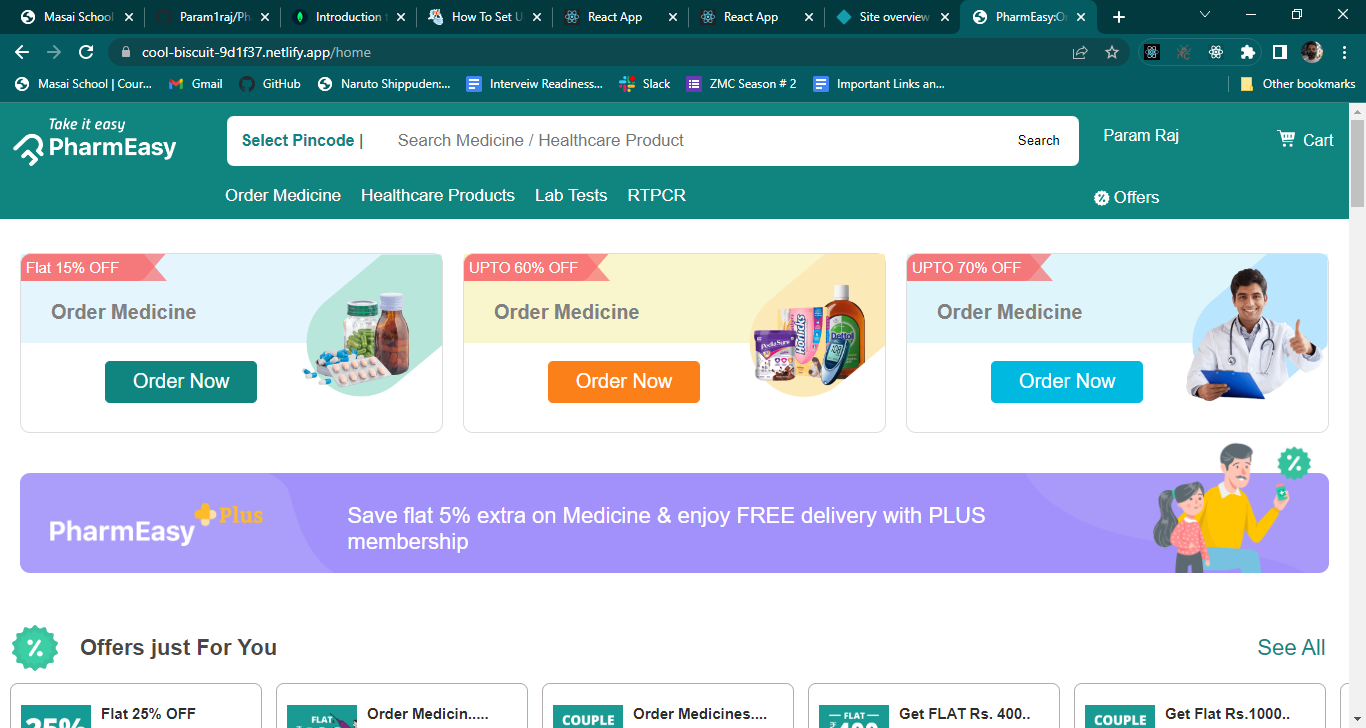 Masai School
Param1raj/Ph
Introduction
How To Set U
React App
React App
Site overview
PharmEasy:O
cool-biscuit-9d1f37.netlify.app/home
Masai School | Cour...
Gmail
GitHub
Naruto Shippuden:...
Interveiw Readiness...
Slack
ZMC Season # 2
Important Links an...
Other bookmarks
Take it easy
PharmEasy
Select Pincode |
Search Medicine / Healthcare Product
Search
Param Raj
Cart
Order Medicine
Healthcare Products
Lab Tests
RTPCR
Offers
Flat 15% OFF
Order Medicine
Order Now
UPTO 60% OFF
Order Medicine
Order Now
PediaSure
Horlicks
Dettol
UPTO 70% OFF
Order Medicine
Order Now
PharmEasy Plus
Save flat 5% extra on Medicine & enjoy FREE delivery with PLUS
membership
Offers just For You
See All
25%
Flat 25% OFF
FLAT
Order Medicin.....
COUPLE
Order Medicines....
FLAT
₹400
Get FLAT Rs. 400..
COUPLE
Get Flat Rs.1000..